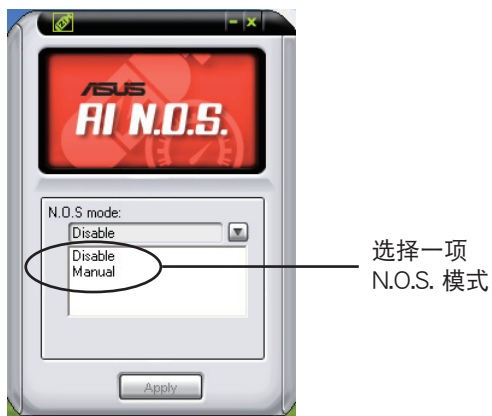 ASUS
AI N.O.S.
N.O.S mode:
Disable
Disable
Manual
Apply
选择一项
N.O.S. 模式